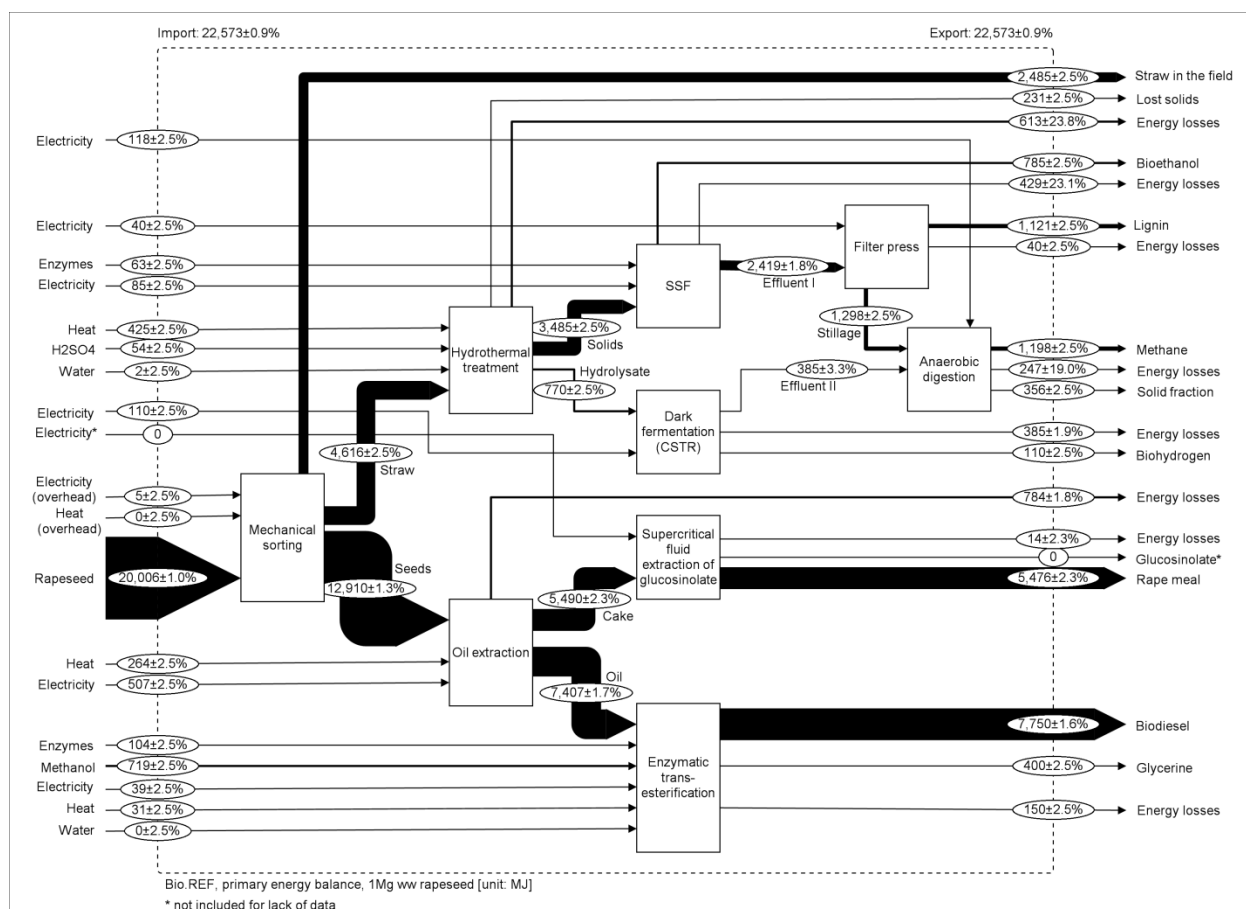 Import: 22,573±0.9%
Export: 22,573±0.9%
2,485±2.5%
Straw in the field
231±2.5%
Lost solids
613±23.8%
Energy losses
Electricity
118±2.5%
785±2.5%
Bioethanol
429±23.1%
Energy losses
Electricity
40±2.5%
Filter press
1,121±2.5%
Lignin
40±2.5%
Energy losses
Enzymes
63±2.5%
Electricity
85±2.5%
SSF
2,419±1.8%
Effluent I
Heat
425±2.5%
H2SO4
54±2.5%
Water
2±2.5%
Hydrothermal
treatment
3,485±2.5%
Solids
1,298±2.5%
Stillage
Anaerobic
digestion
1,198±2.5%
Methane
247±19.0%
Energy losses
356±2.5%
Solid fraction
Hydrolysate
770±2.5%
385±3.3%
Effluent II
Electricity
110±2.5%
Electricity*
0
Dark
fermentation
(CSTR)
385±1.9%
Energy losses
110±2.5%
Biohydrogen
4,616±2.5%
Straw
Electricity
(overhead)
5±2.5%
Heat
(overhead)
0±2.5%
Mechanical
sorting
784±1.8%
Energy losses
Supercritical
fluid
extraction of
glucosinolate
14±2.3%
Energy losses
0
Glucosinolate*
5,476±2.3%
Rape meal
Rapeseed
20,006±1.0%
Seeds
12,910±1.3%
5,490±2.3%
Cake
Oil extraction
Heat
264±2.5%
Electricity
507±2.5%
Oil
7,407±1.7%
7,750±1.6%
Biodiesel
Enzymes
104±2.5%
Methanol
719±2.5%
Electricity
39±2.5%
Heat
31±2.5%
Water
0±2.5%
Enzymatic
trans-
esterification
400±2.5%
Glycerine
150±2.5%
Energy losses
Bio.REF, primary energy balance, 1Mg ww rapeseed [unit: MJ]
* not included for lack of data